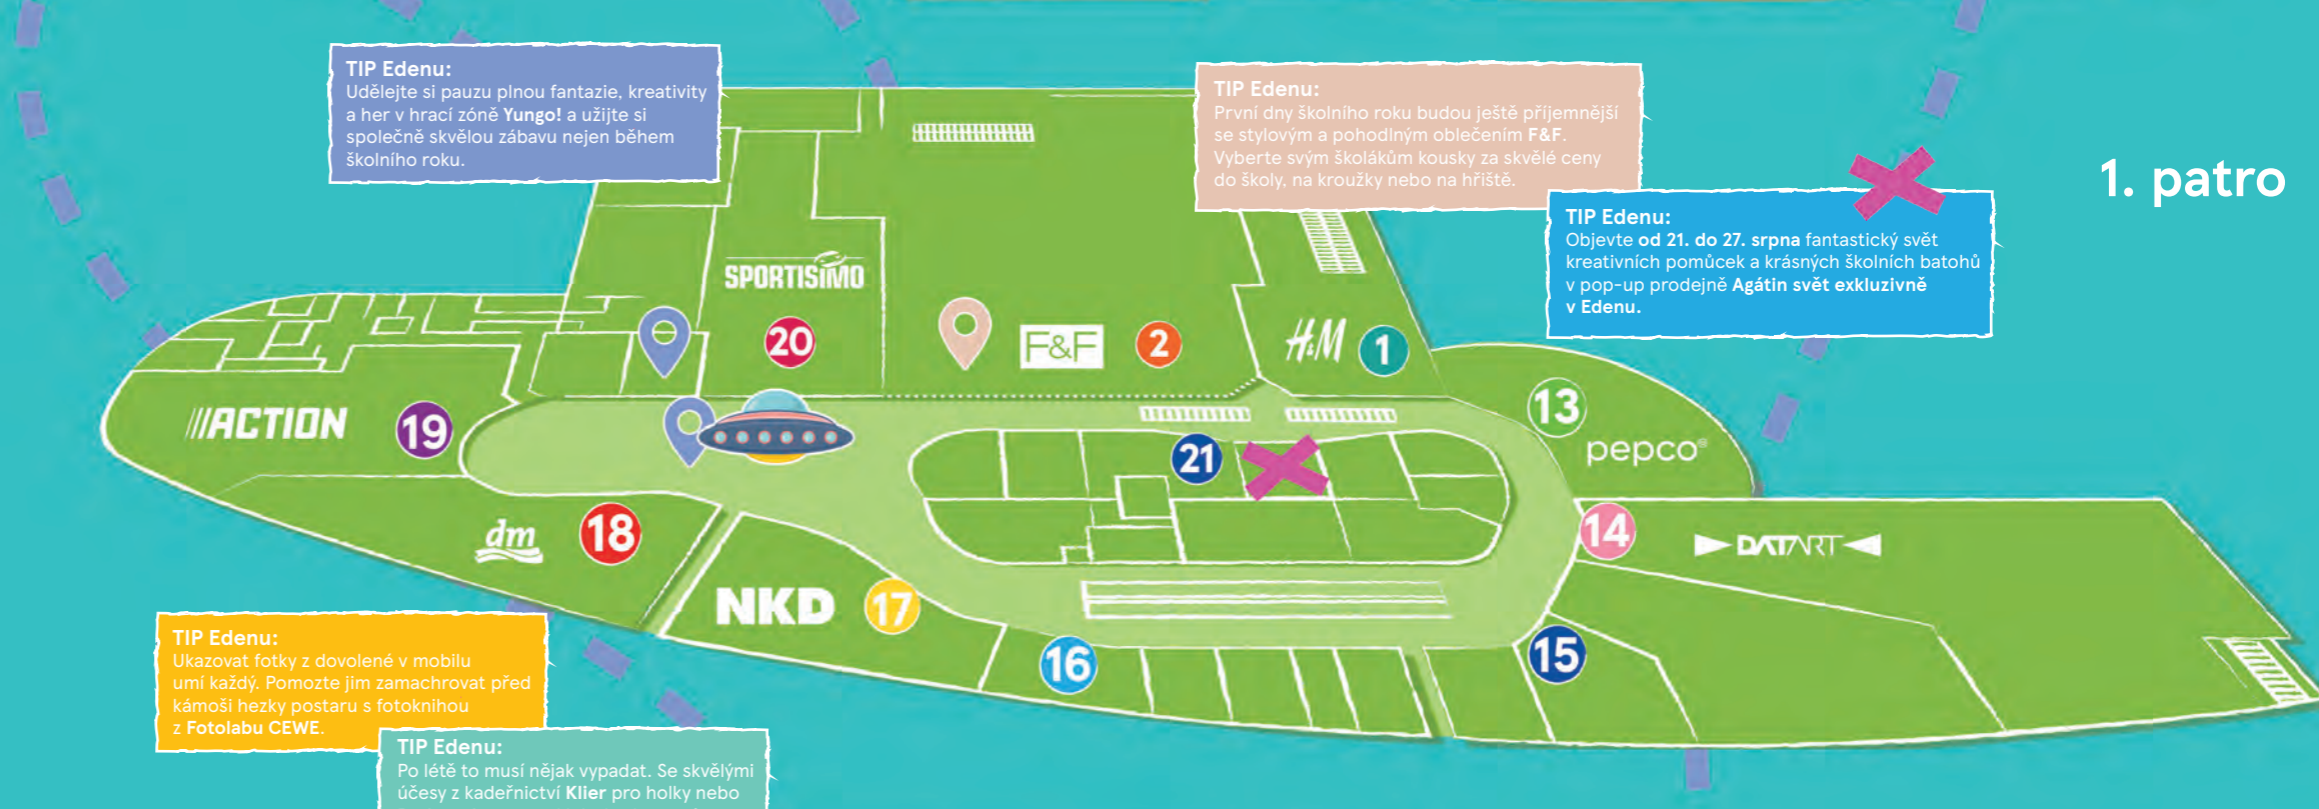 TIP Edenu:
Udělejte si pauzu plnou fantazie, kreativity
a her v hrací zóně Yungo! a užijte si
společně skvělou zábavu nejen během
školního roku.
TIP Edenu:
První dny školního roku budou ještě příjemnější
se stylovým a pohodlným oblečením F&F.
Vyberte svým školákům kousky za skvělé ceny
do školy, na kroužky nebo na hřiště.
TIP Edenu:
Objevte od 21. do 27. srpna fantastický svět
kreativních pomůcek a krásných školních batohů
v pop-up prodejně Agátin svět exkluzivně
v Edenu.
1. patro
SPORTISIMO
20
F&F
2
H&M
1
ACTION
19
13
pepco®
21
dm
18
14
DATART
NKD
17
16
15
TIP Edenu:
Ukazovat fotky z dovolené v mobilu
umí každý. Pomozte jim zamachrovat před
kámoši hezky postaru s fotoknihou
z Fotolabu CEWE.
TIP Edenu:
Po létě to musí nějak vypadat. Se skvělými
účesy z kadeřnictví Klier pro holky nebo